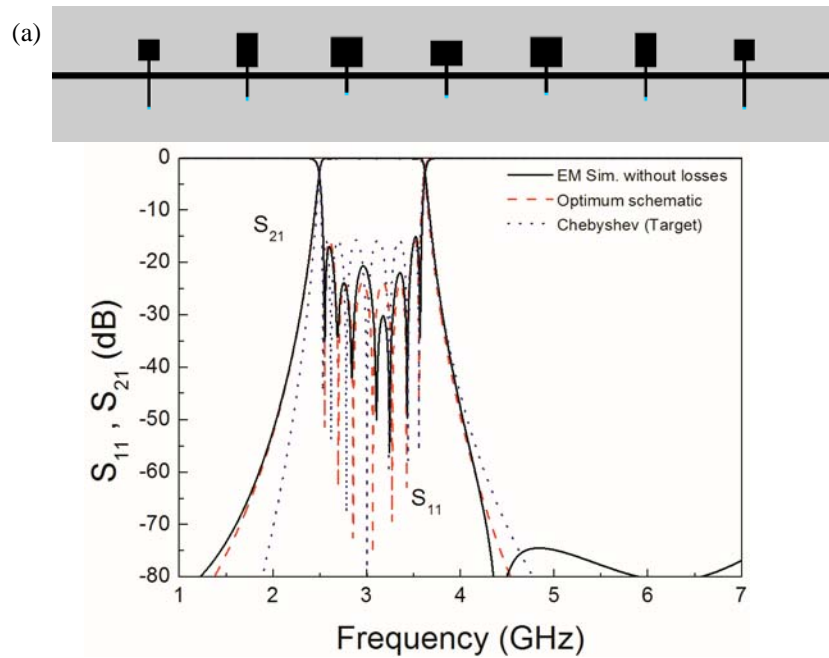 (a)
0
-10
-20
-30
-40
-50
-60
-70
-80
S11 , S21 (dB)
EM Sim. without losses
Optimum schematic
Chebyshev (Target)
S21
S11
1 2 3 4 5 6 7
Frequency (GHz)